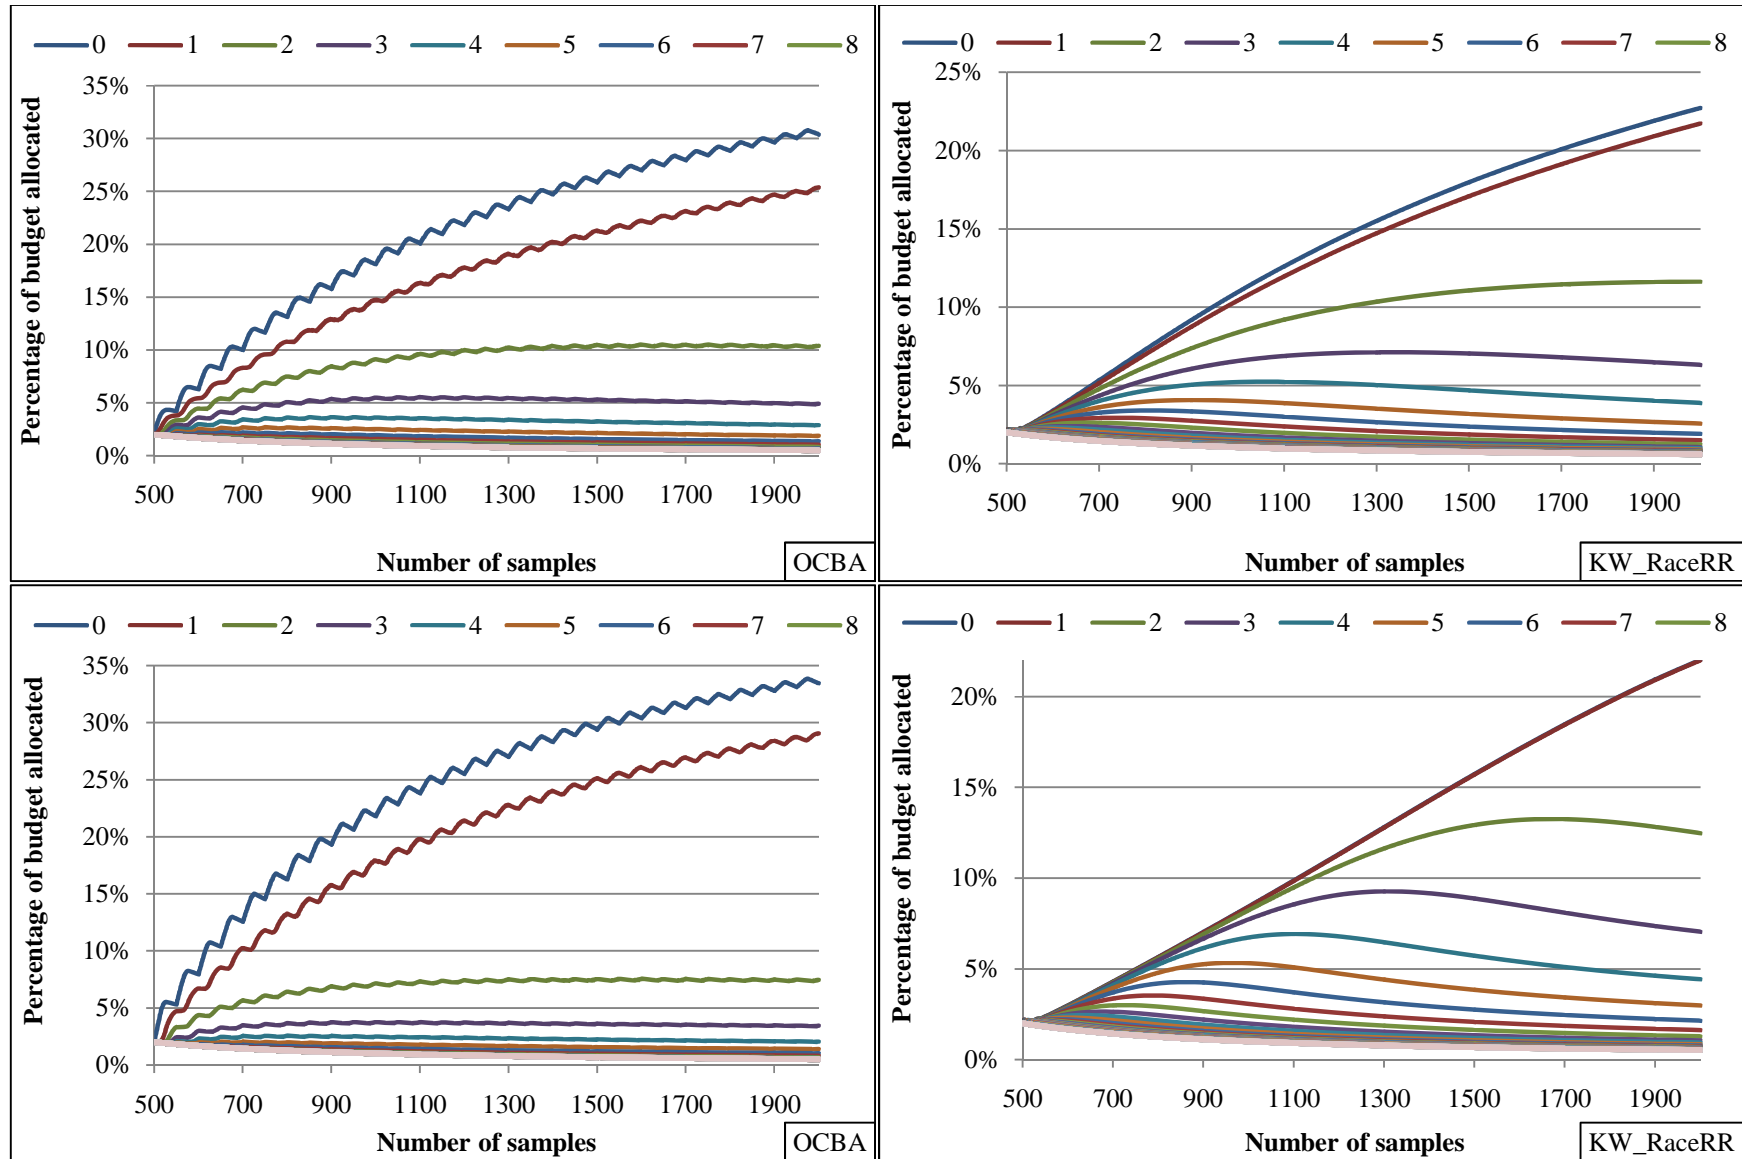 0 1 2 3 4 5 6 7 8
35%
30%
25%
20%
15%
10%
5%
0%
Percentage of budget allocated
500 700 900 1100 1300 1500 1700 1900
Number of samples
OCBA
0 1 2 3 4 5 6 7 8
25%
20%
15%
10%
5%
0%
Percentage of budget allocated
500 700 900 1100 1300 1500 1700 1900
Number of samples
KW_RaceRR
0 1 2 3 4 5 6 7 8
35%
30%
25%
20%
15%
10%
5%
0%
Percentage of budget allocated
500 700 900 1100 1300 1500 1700 1900
Number of samples
OCBA
0 1 2 3 4 5 6 7 8
20%
15%
10%
5%
0%
Percentage of budget allocated
500 700 900 1100 1300 1500 1700 1900
Number of samples
KW_RaceRR